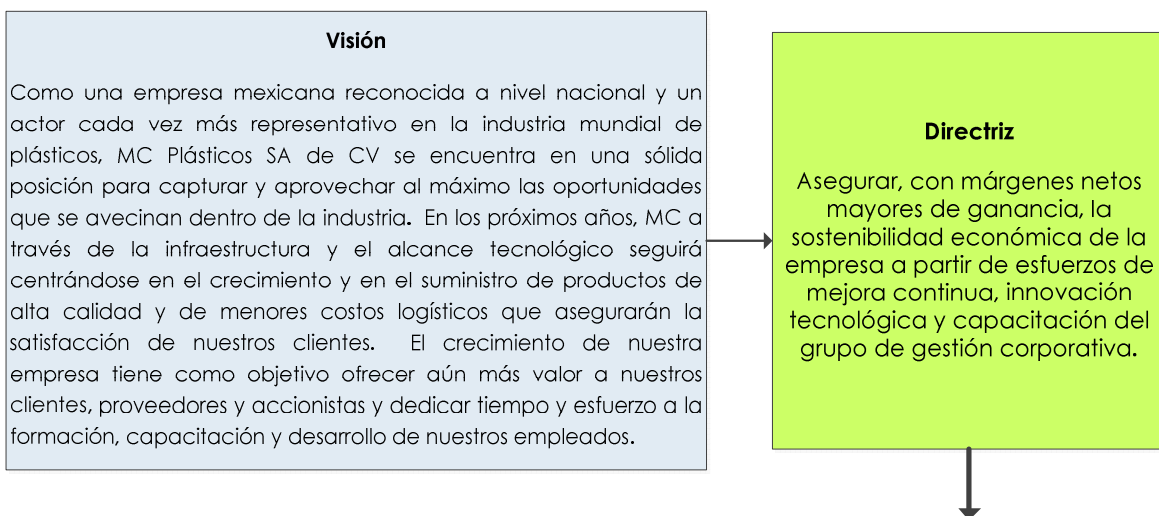 Visión
Como una empresa mexicana reconocida a nivel nacional y un
actor cada vez más representativo en la industria mundial de
plásticos, MC Plásticos SA de CV se encuentra en una sólida
posición para capturar y aprovechar al máximo las oportunidades
que se avecinan dentro de la industria. En los próximos años, MC a
través de la infraestructura y el alcance tecnológico seguirá
centrándose en el crecimiento y en el suministro de productos de
alta calidad y de menores costos logísticos que asegurarán la
satisfacción de nuestros clientes. El crecimiento de nuestra
empresa tiene como objetivo ofrecer aún más valor a nuestros
clientes, proveedores y accionistas y dedicar tiempo y esfuerzo a la
formación, capacitación y desarrollo de nuestros empleados.
Directriz
Asegurar, con márgenes netos
mayores de ganancia, la
sostenibilidad económica de la
empresa a partir de esfuerzos de
mejora continua, innovación
tecnológica y capacitación del
grupo de gestión corporativa.